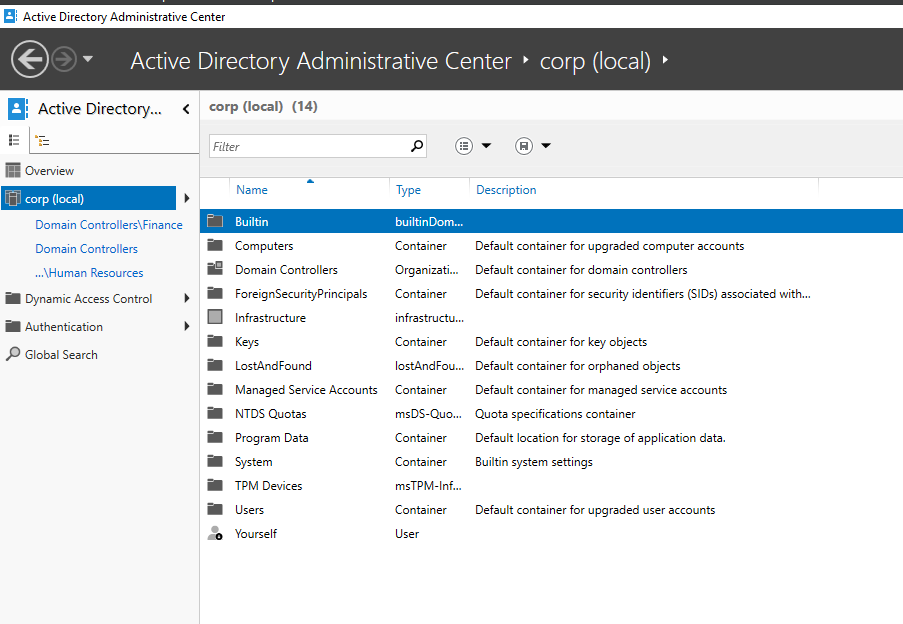 Active Directory Administrative Center
Active Directory Administrative Center corp (local)
Active Directory...
corp (local) (14)
Filter
Overview
corp (local)
Domain Controllers\Finance
Domain Controllers
...\Human Resources
Dynamic Access Control
Authentication
Global Search
Name Type Description
Builtin builtinDom...
Computers Container Default container for upgraded computer accounts
Domain Controllers Organizati... Default container for domain controllers
ForeignSecurityPrincipals Container Default container for security identifiers (SIDs) associated with...
Infrastructure infrastructu...
Keys Container Default container for key objects
LostAndFound lostAndFou... Default container for orphaned objects
Managed Service Accounts Container Default container for managed service accounts
NTDS Quotas msDS-Quo... Quota specifications container
Program Data Container Default location for storage of application data.
System Container Builtin system settings
TPM Devices msTPM-Inf...
Users Container Default container for upgraded user accounts
Yourself User